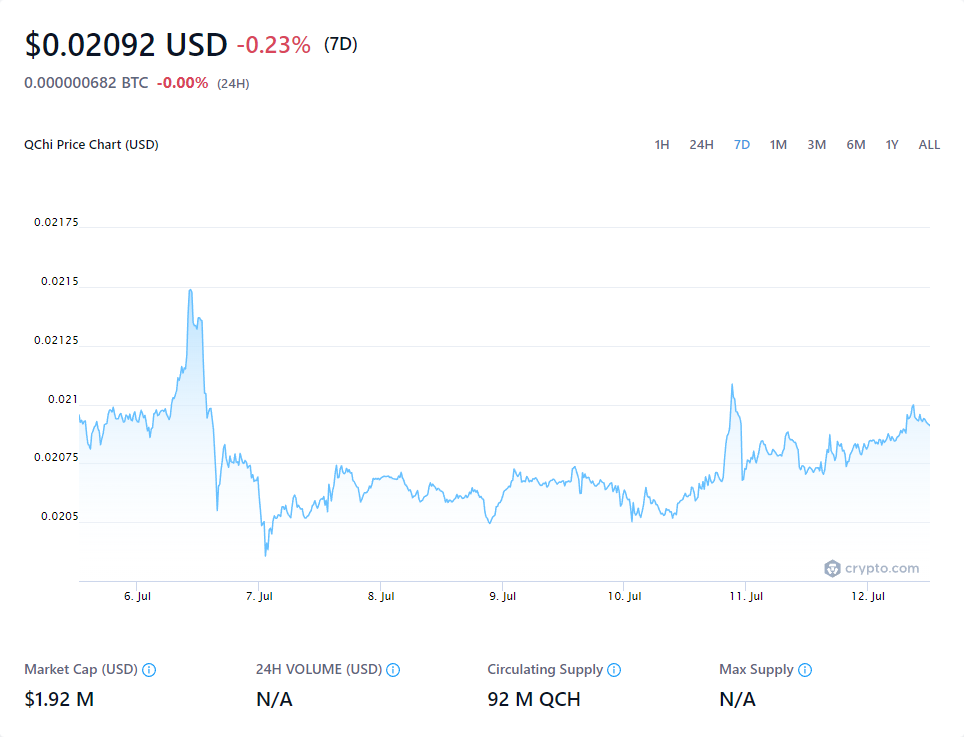 $0.02092 USD -0.23% (7D)
0.000000682 BTC -0.00% (24H)
QChi Price Chart (USD) 1H 24H 7D 1M 3M 6M 1Y ALL
0.02175
0.0215
0.02125
0.021
0.02075
0.0205
crypto.com
6. Jul 7. Jul 8. Jul 9. Jul 10. Jul 11. Jul 12. Jul
Market Cap (USD) 24H VOLUME (USD) Circulating Supply Max Supply
$1.92 M N/A 92 M QCH N/A